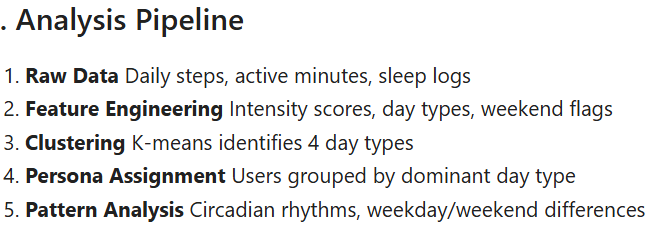 . Analysis Pipeline
1. Raw Data Daily steps, active minutes, sleep logs
2. Feature Engineering Intensity scores, day types, weekend flags
3. Clustering K-means identifies 4 day types
4. Persona Assignment Users grouped by dominant day type
5. Pattern Analysis Circadian rhythms, weekday/weekend differences